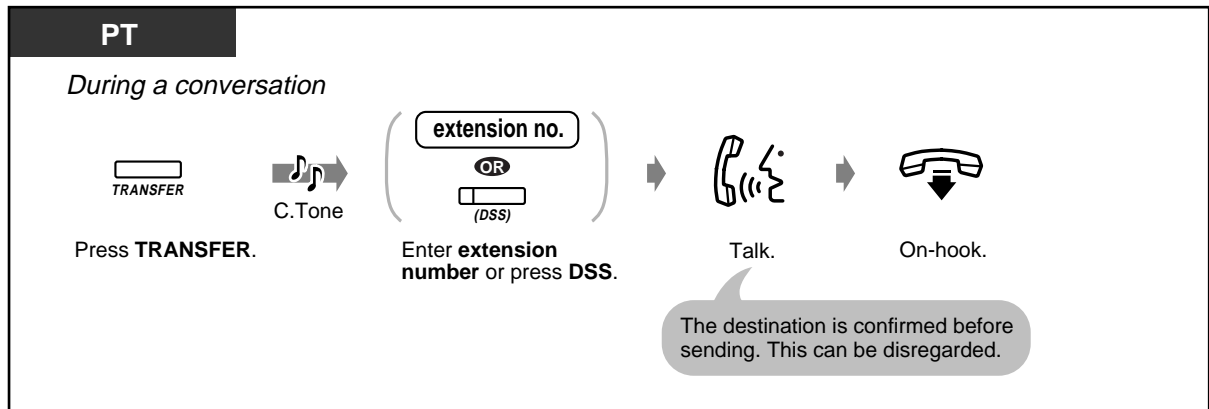 PT
During a conversation
extension no.
OR
TRANSFER
C.Tone
(DSS)
Press TRANSFER.
Enter extension
number or press DSS.
Talk.
On-hook.
The destination is confirmed before
sending. This can be disregarded.